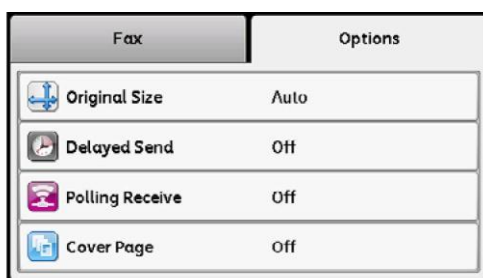 Fax Options
Original Size Auto
Delayed Send Off
Polling Receive Off
Cover Page Off